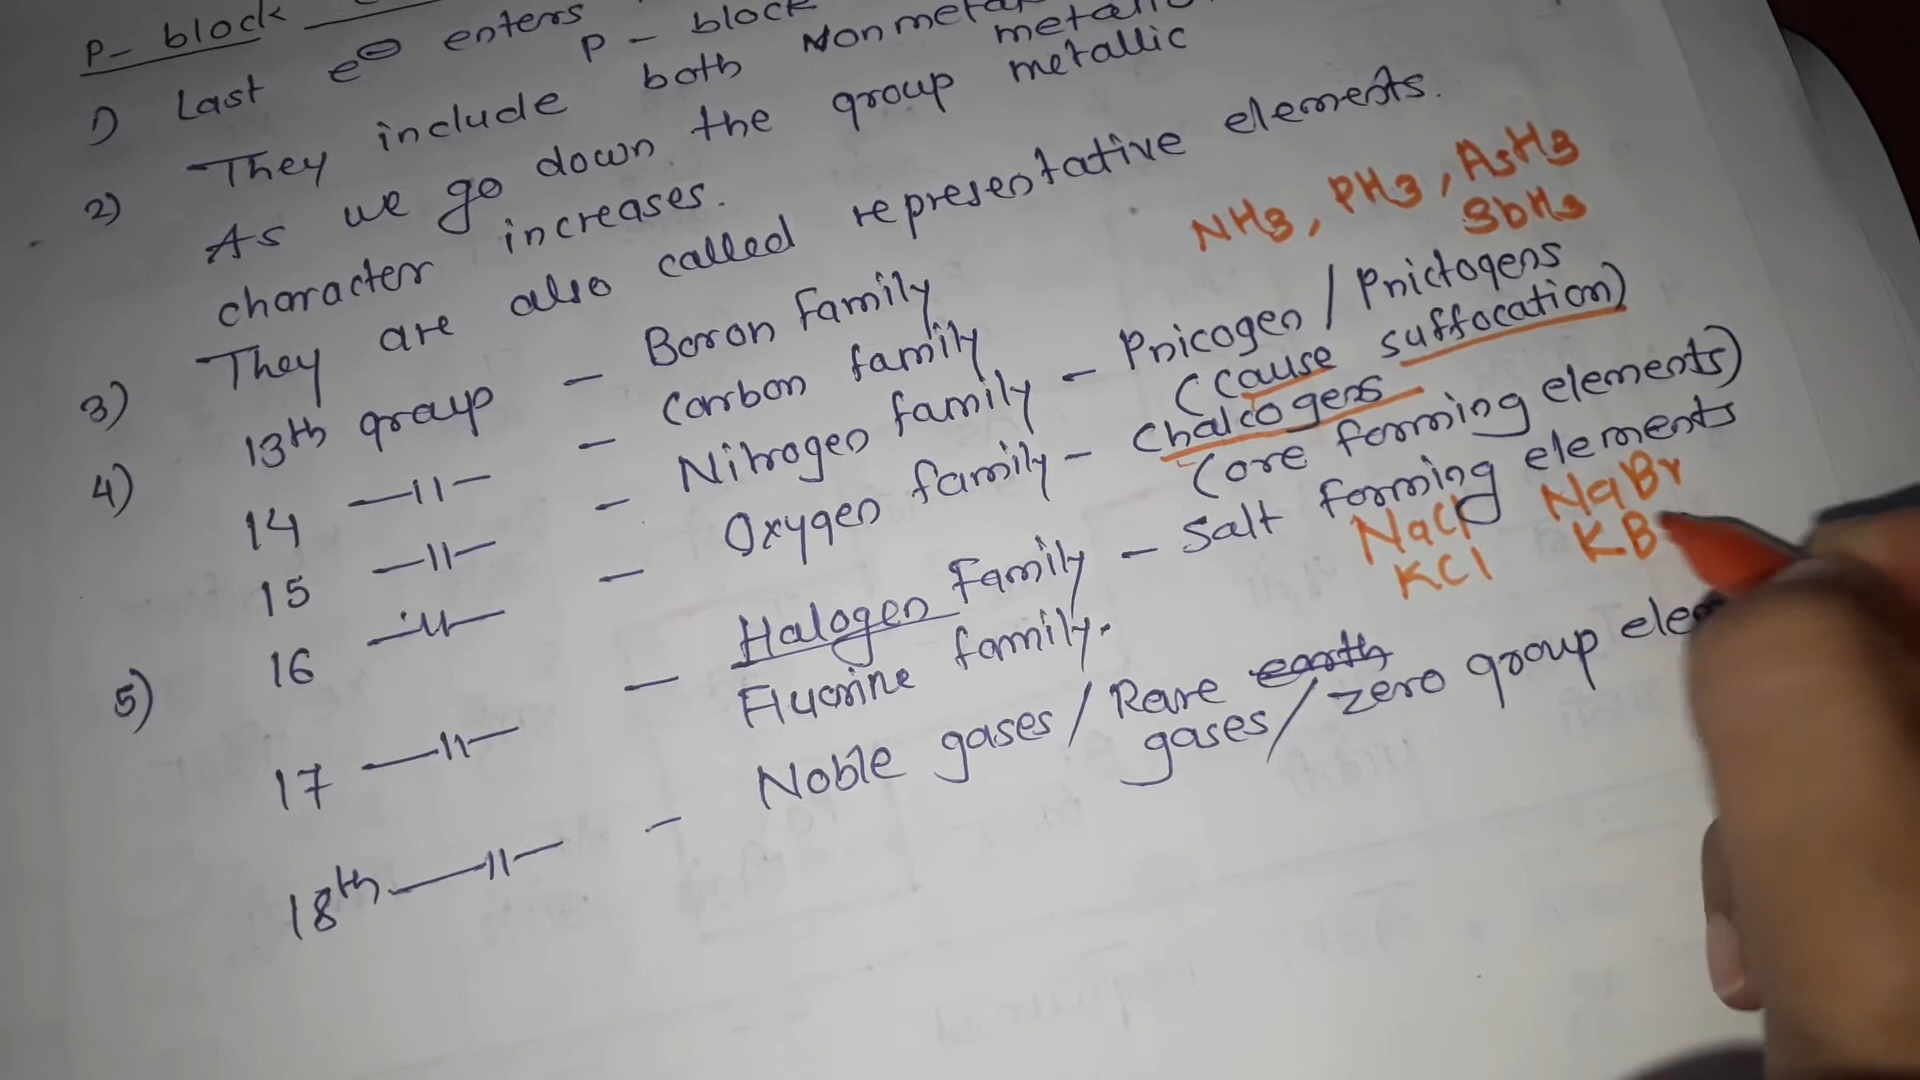 P- block
1) Last e⊖ enters P - block
2) They include both Nonmetal metall
As we go down the group metallic
character increases.
3) They are also called representative elements.
4) 13th group - Boron Family
14 —11— - Carbon family
NH3, PH3, AsH3
SbH3
15 —11— - Nitrogen family - Pnicogen / Pnictogens
(cause suffocation)
16 —11— - Oxygen family - Chalcogens
(ore forming elements)
5) 17 —11— - Halogen Family - Salt forming elements
Fluorine family.
NaCl NaBr
KCl KB
18th —11— - Noble gases / Rare earth
gases / zero group elem